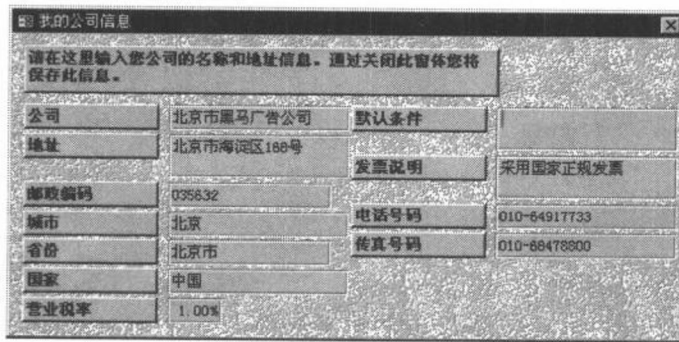 我的公司信息
请在这里输入您公司的名称和地址信息。通过关闭此窗体您将
保存此信息。
公司 北京市黑马广告公司 默认条件
地址 北京市海淀区168号
发票说明 采用国家正规发票
邮政编码 035632
城市 北京 电话号码 010-64917733
省份 北京市 传真号码 010-68478800
国家 中国
营业税率 1.00%